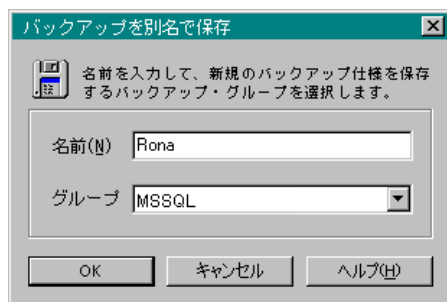 バックアップを別名で保存
名前を入力して、新規のバックアップ仕様を保存
するバックアップ・グループを選択します。
名前(N) Rona
グループ MSSQL
OK キャンセル ヘルプ(H)